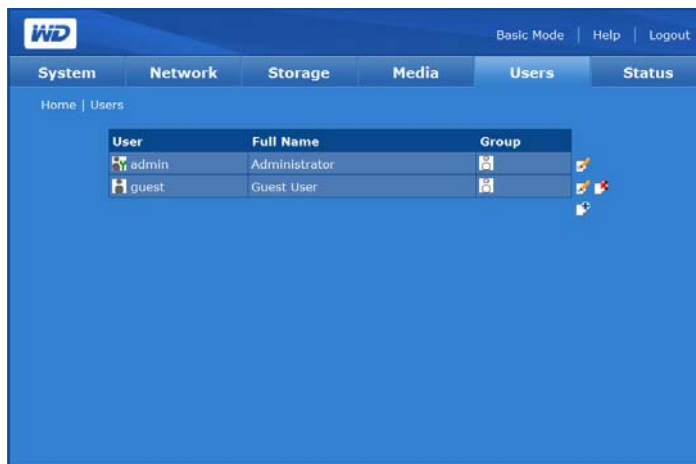 WD
Basic Mode | Help | Logout
System Network Storage Media Users Status
Home | Users
User Full Name Group
admin Administrator
guest Guest User